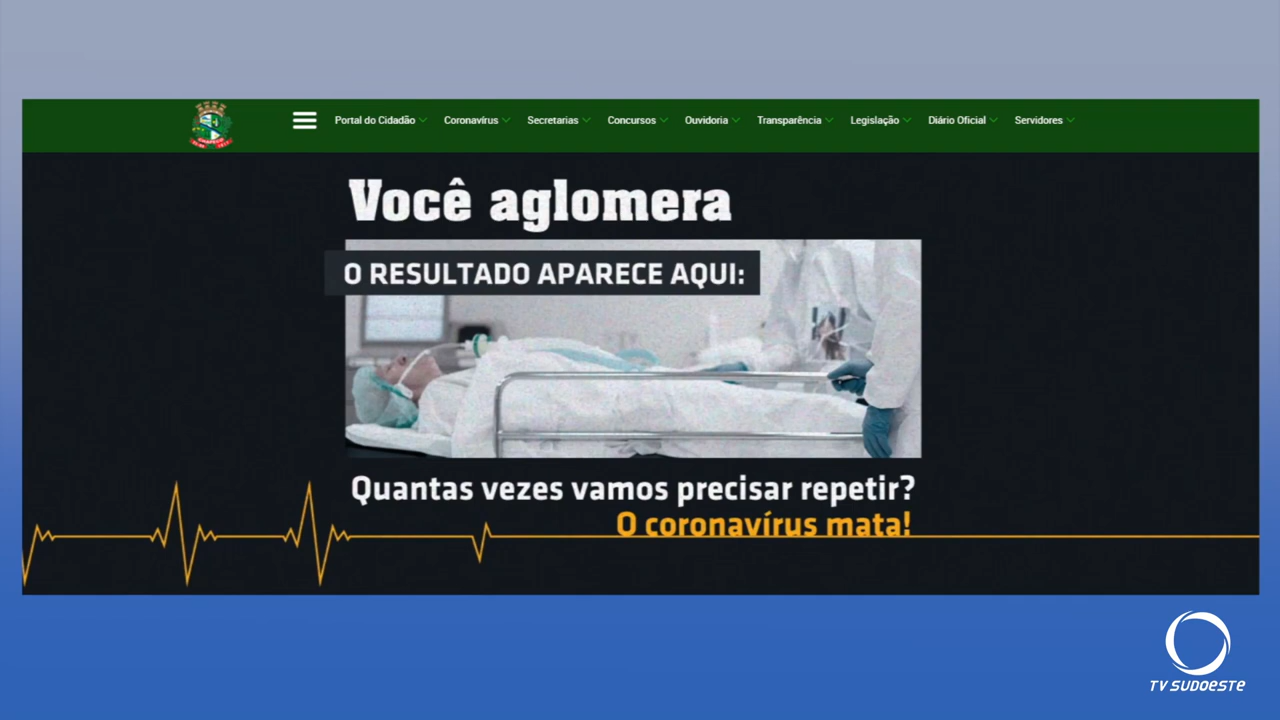 Portal do Cidadão Coronavírus Secretarias Concursos Ouvidoria Transparência Legislação Diário Oficial Servidores
Você aglomera
O RESULTADO APARECE AQUI:
Quantas vezes vamos precisar repetir?
O coronavírus mata!
TV SUDOESTE